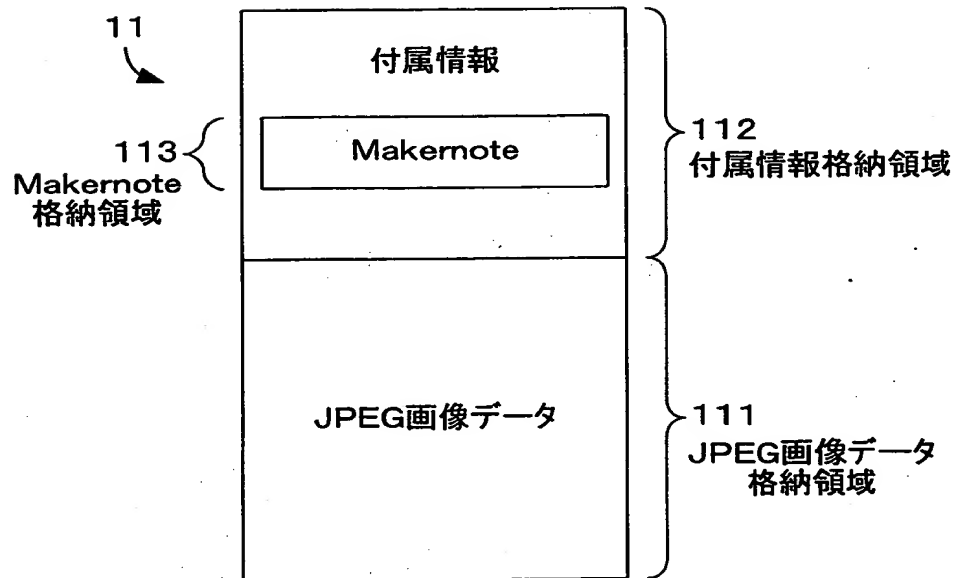 11
付属情報
113
Makernote
格納領域
Makernote
112
付属情報格納領域
JPEG画像データ
111
JPEG画像データ
格納領域